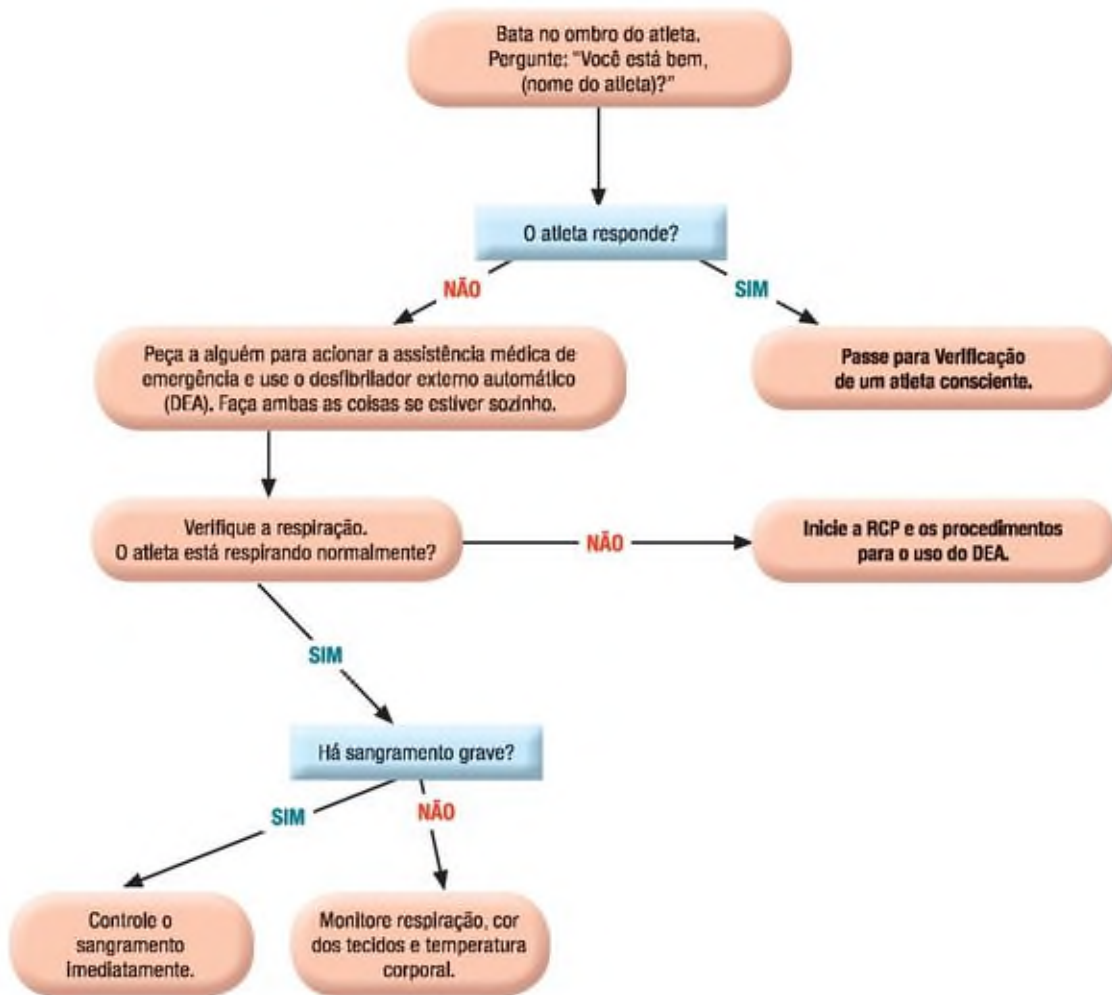 Bata no ombro do atleta.
Pergunte: “Você está bem,
(nome do atleta)?”
O atleta responde?
NÃO
SIM
Peça a alguém para acionar a assistência médica de
emergência e use o desfibrilador externo automático
(DEA). Faça ambas as coisas se estiver sozinho.
Passe para Verificação
de um atleta consciente.
Verifique a respiração.
O atleta está respirando normalmente?
NÃO
Inicie a RCP e os procedimentos
para o uso do DEA.
SIM
Há sangramento grave?
SIM
NÃO
Controle o
sangramento
imediatamente.
Monitore respiração, cor
dos tecidos e temperatura
corporal.